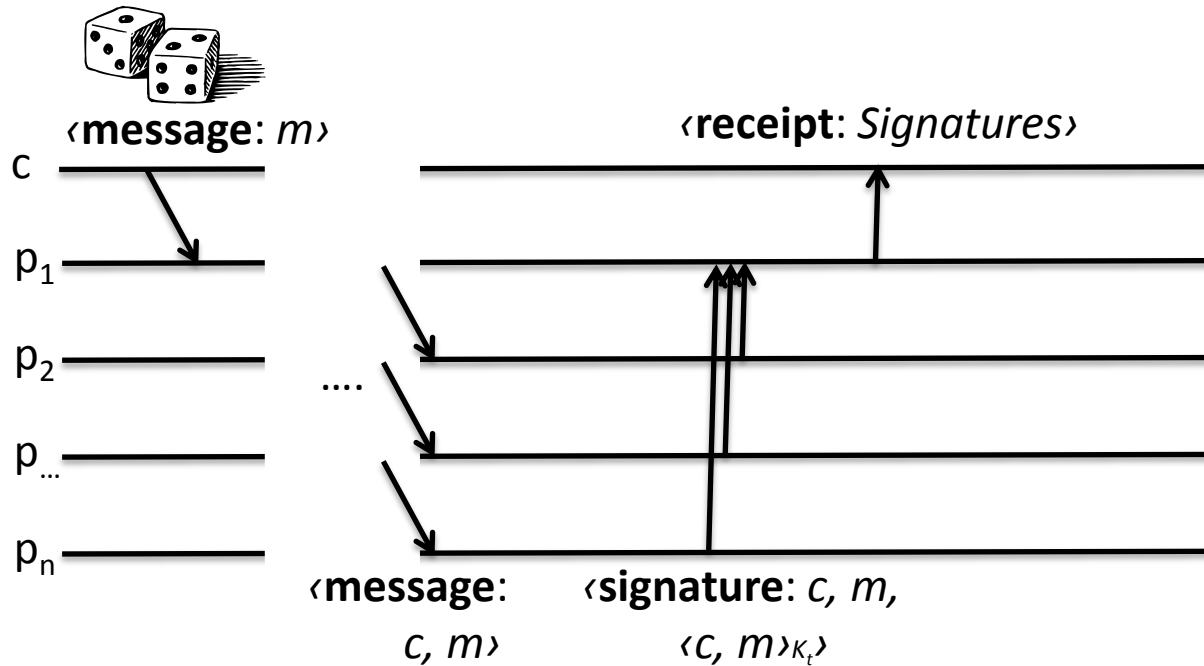 ‹message: m›
‹receipt: Signatures›
c
p₁
p₂
....
p...
pₙ
‹message:
c, m›
‹signature: c, m,
‹c, m›Kₜ›